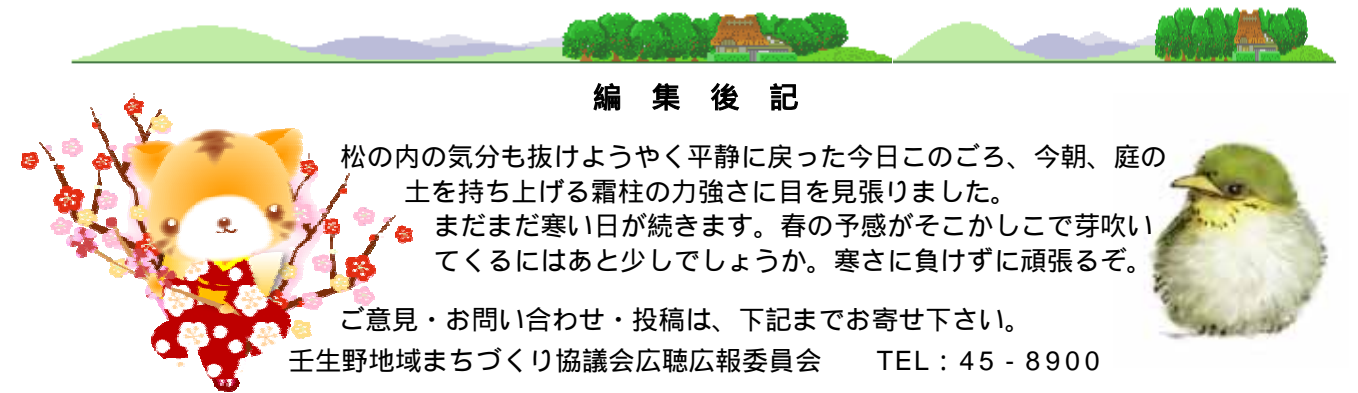 編 集 後 記
松の内の気分も抜けようやく平静に戻った今日このごろ、今朝、庭の
土を持ち上げる霜柱の力強さに目を見張りました。
まだまだ寒い日が続きます。春の予感がそこかしこで芽吹い
てくるにはあと少しでしょうか。寒さに負けずに頑張るぞ。
ご意見・お問い合わせ・投稿は、下記までお寄せ下さい。
壬生野地域まちづくり協議会広聴広報委員会　　TEL：45 - 8900